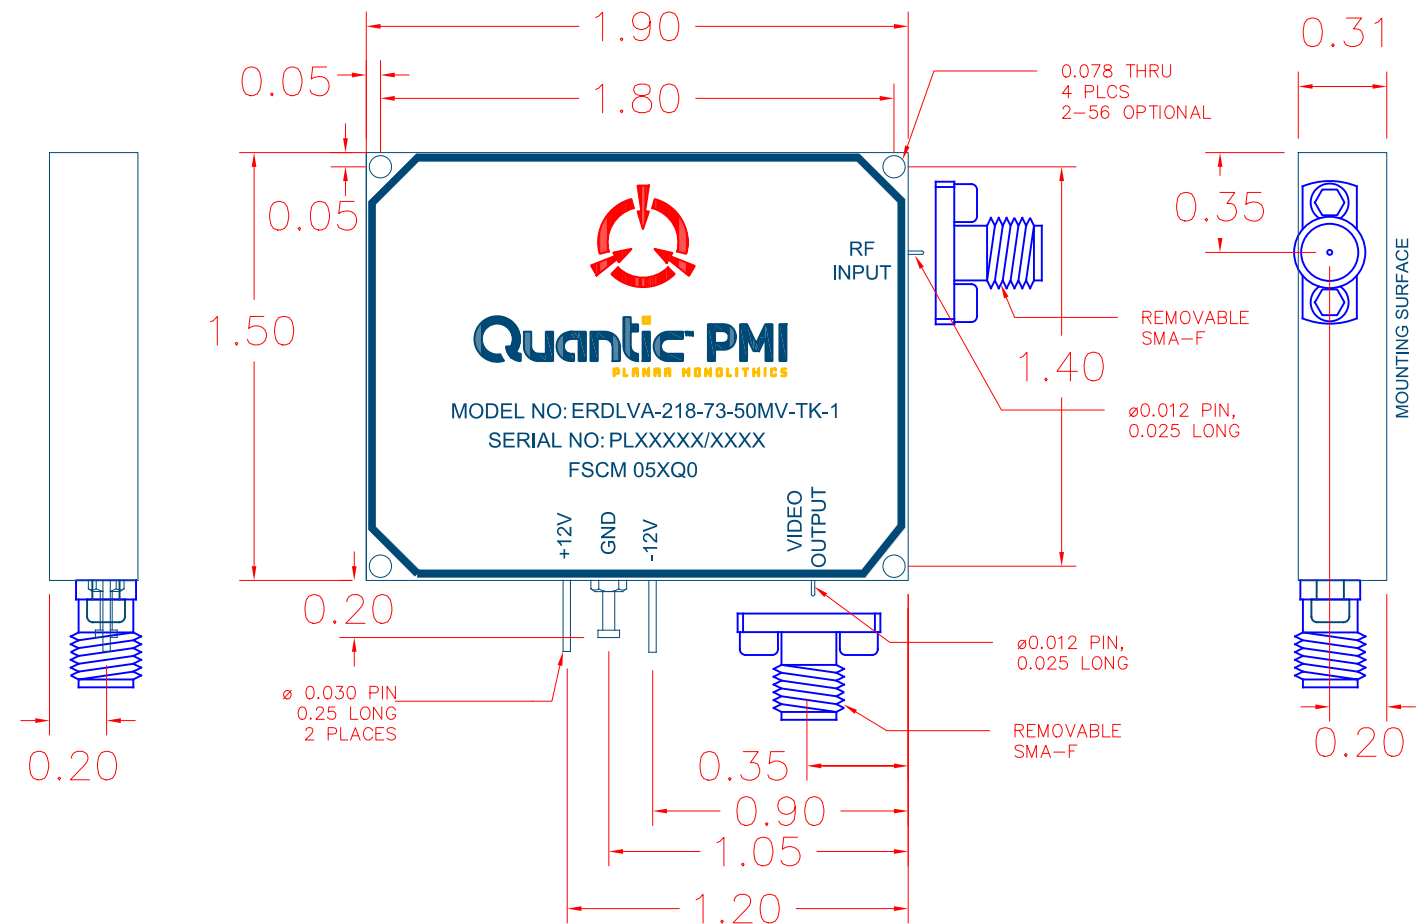 1.90
0.31
0.05
1.80
0.078 THRU
4 PLCS
2-56 OPTIONAL
0.05
0.35
RF
INPUT
1.50
REMOVABLE
SMA-F
MOUNTING SURFACE
Quantic PMI
PLANAR MONOLITHICS
1.40
MODEL NO: ERDLVA-218-73-50MV-TK-1
SERIAL NO: PLXXXXX/XXXX
FSCM 05XQ0
ø0.012 PIN,
0.025 LONG
+12V
GND
-12V
VIDEO
OUTPUT
0.20
ø0.012 PIN,
0.025 LONG
ø 0.030 PIN
0.25 LONG
2 PLACES
REMOVABLE
SMA-F
0.20
0.35
0.20
0.90
1.05
1.20